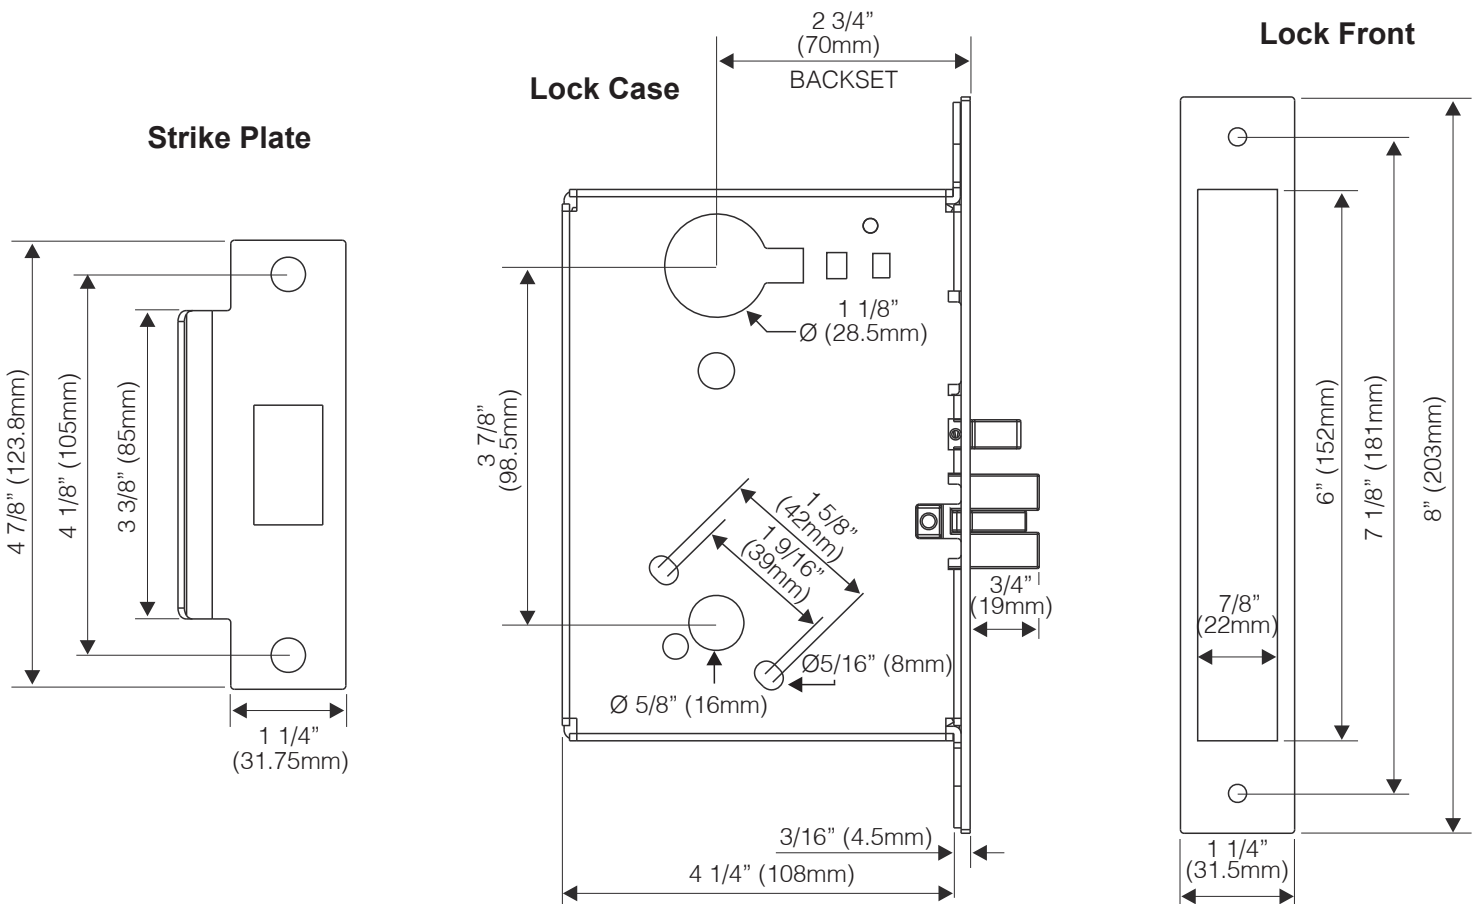 Strike Plate
4 7/8” (123.8mm)
4 1/8” (105mm)
3 3/8” (85mm)
1 1/4”
(31.75mm)
Lock Case
2 3/4”
(70mm)
BACKSET
1 1/8”
Ø (28.5mm)
3 7/8”
(98.5mm)
1 5/8”
(42mm)
1 9/16”
(39mm)
3/4”
(19mm)
Ø5/16” (8mm)
Ø 5/8” (16mm)
3/16” (4.5mm)
4 1/4” (108mm)
Lock Front
6” (152mm)
7 1/8” (181mm)
8” (203mm)
7/8”
(22mm)
1 1/4”
(31.5mm)